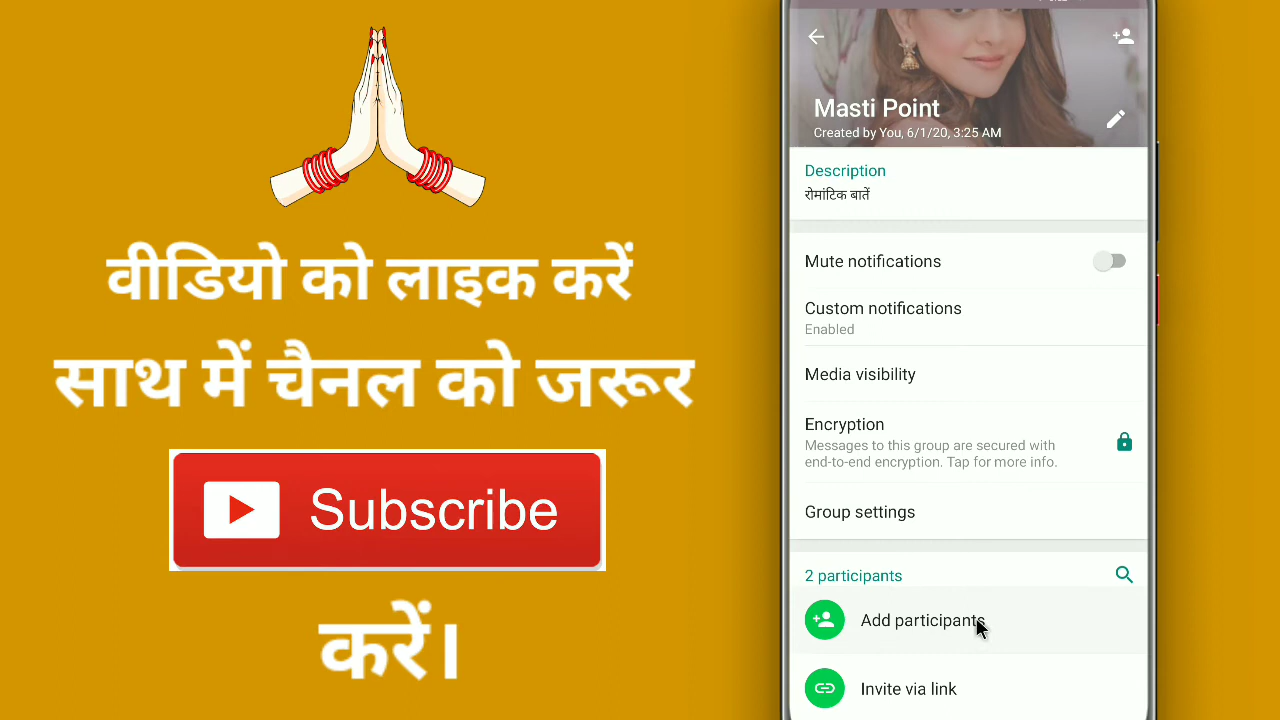 वीडियो को लाइक करें
साथ में चैनल को जरूर
Subscribe
करें।
Masti Point
Created by You, 6/1/20, 3:25 AM
Description
रोमांटिक बातें
Mute notifications
Custom notifications
Enabled
Media visibility
Encryption
Messages to this group are secured with
end-to-end encryption. Tap for more info.
Group settings
2 participants
Add participants
Invite via link